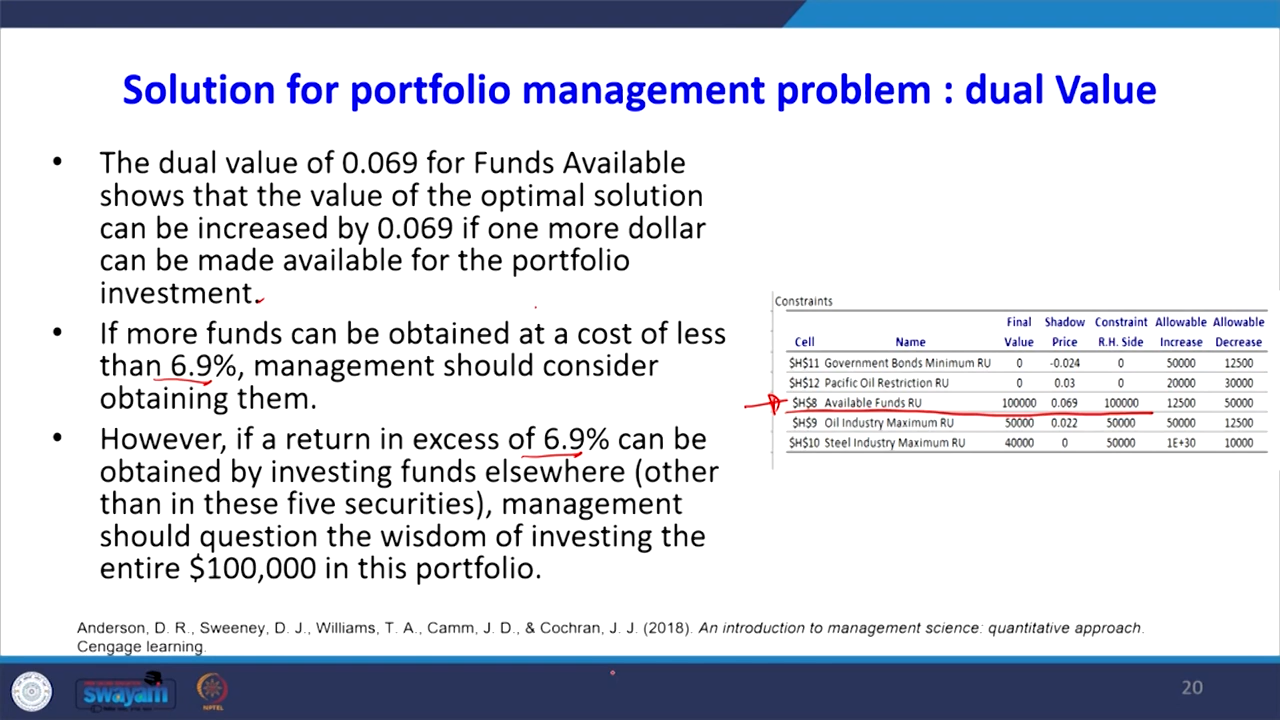 Solution for portfolio management problem : dual Value
• The dual value of 0.069 for Funds Available
shows that the value of the optimal solution
can be increased by 0.069 if one more dollar
can be made available for the portfolio
investment.
• If more funds can be obtained at a cost of less
than 6.9%, management should consider
obtaining them.
• However, if a return in excess of 6.9% can be
obtained by investing funds elsewhere (other
than in these five securities), management
should question the wisdom of investing the
entire $100,000 in this portfolio.
Constraints
Final Shadow Constraint Allowable Allowable
Cell Name Value Price R.H. Side Increase Decrease
$H$11 Government Bonds Minimum RU 0 -0.024 0 50000 12500
$H$12 Pacific Oil Restriction RU 0 0.03 0 20000 30000
$H$8 Available Funds RU 100000 0.069 100000 12500 50000
$H$9 Oil Industry Maximum RU 50000 0.022 50000 50000 12500
$H$10 Steel Industry Maximum RU 40000 0 50000 1E+30 10000
Anderson, D. R., Sweeney, D. J., Williams, T. A., Camm, J. D., & Cochran, J. J. (2018). An introduction to management science: quantitative approach.
Cengage learning.
swayam
NPTEL
20